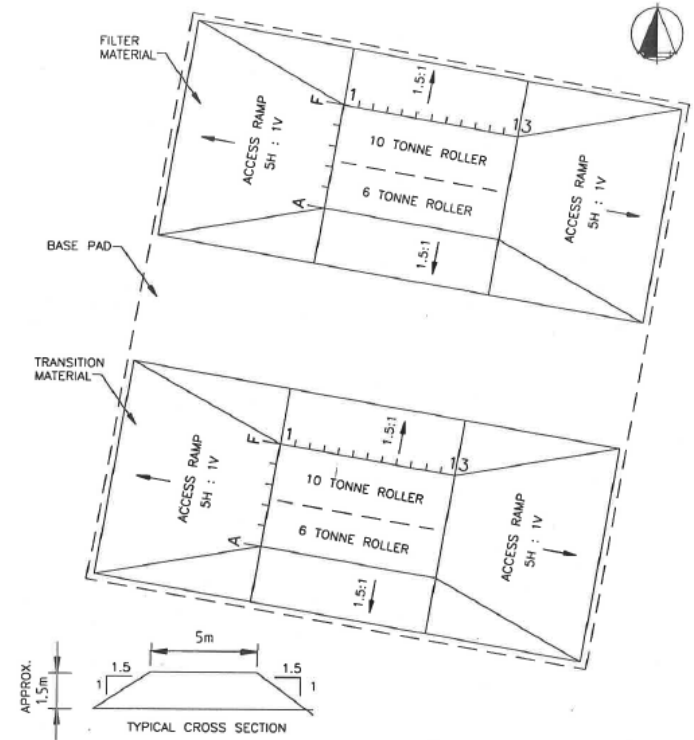 FILTER
MATERIAL
F
1
1.5:1
13
ACCESS RAMP
5H : 1V
10 TONNE ROLLER
6 TONNE ROLLER
A
ACCESS RAMP
5H : 1V
1.5:1
BASE PAD
TRANSITION
MATERIAL
F
1
1.5:1
13
ACCESS RAMP
5H : 1V
10 TONNE ROLLER
6 TONNE ROLLER
A
ACCESS RAMP
5H : 1V
1.5:1
5m
APPROX.
1.5m
1.5
1
1.5
1
TYPICAL CROSS SECTION